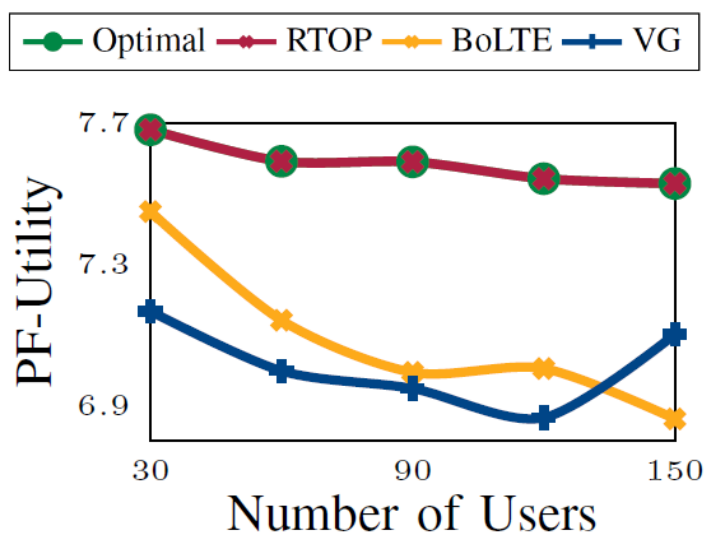 Optimal RTOP BoLTE VG
7.7
7.3
6.9
PF-Utility
30 90 150
Number of Users